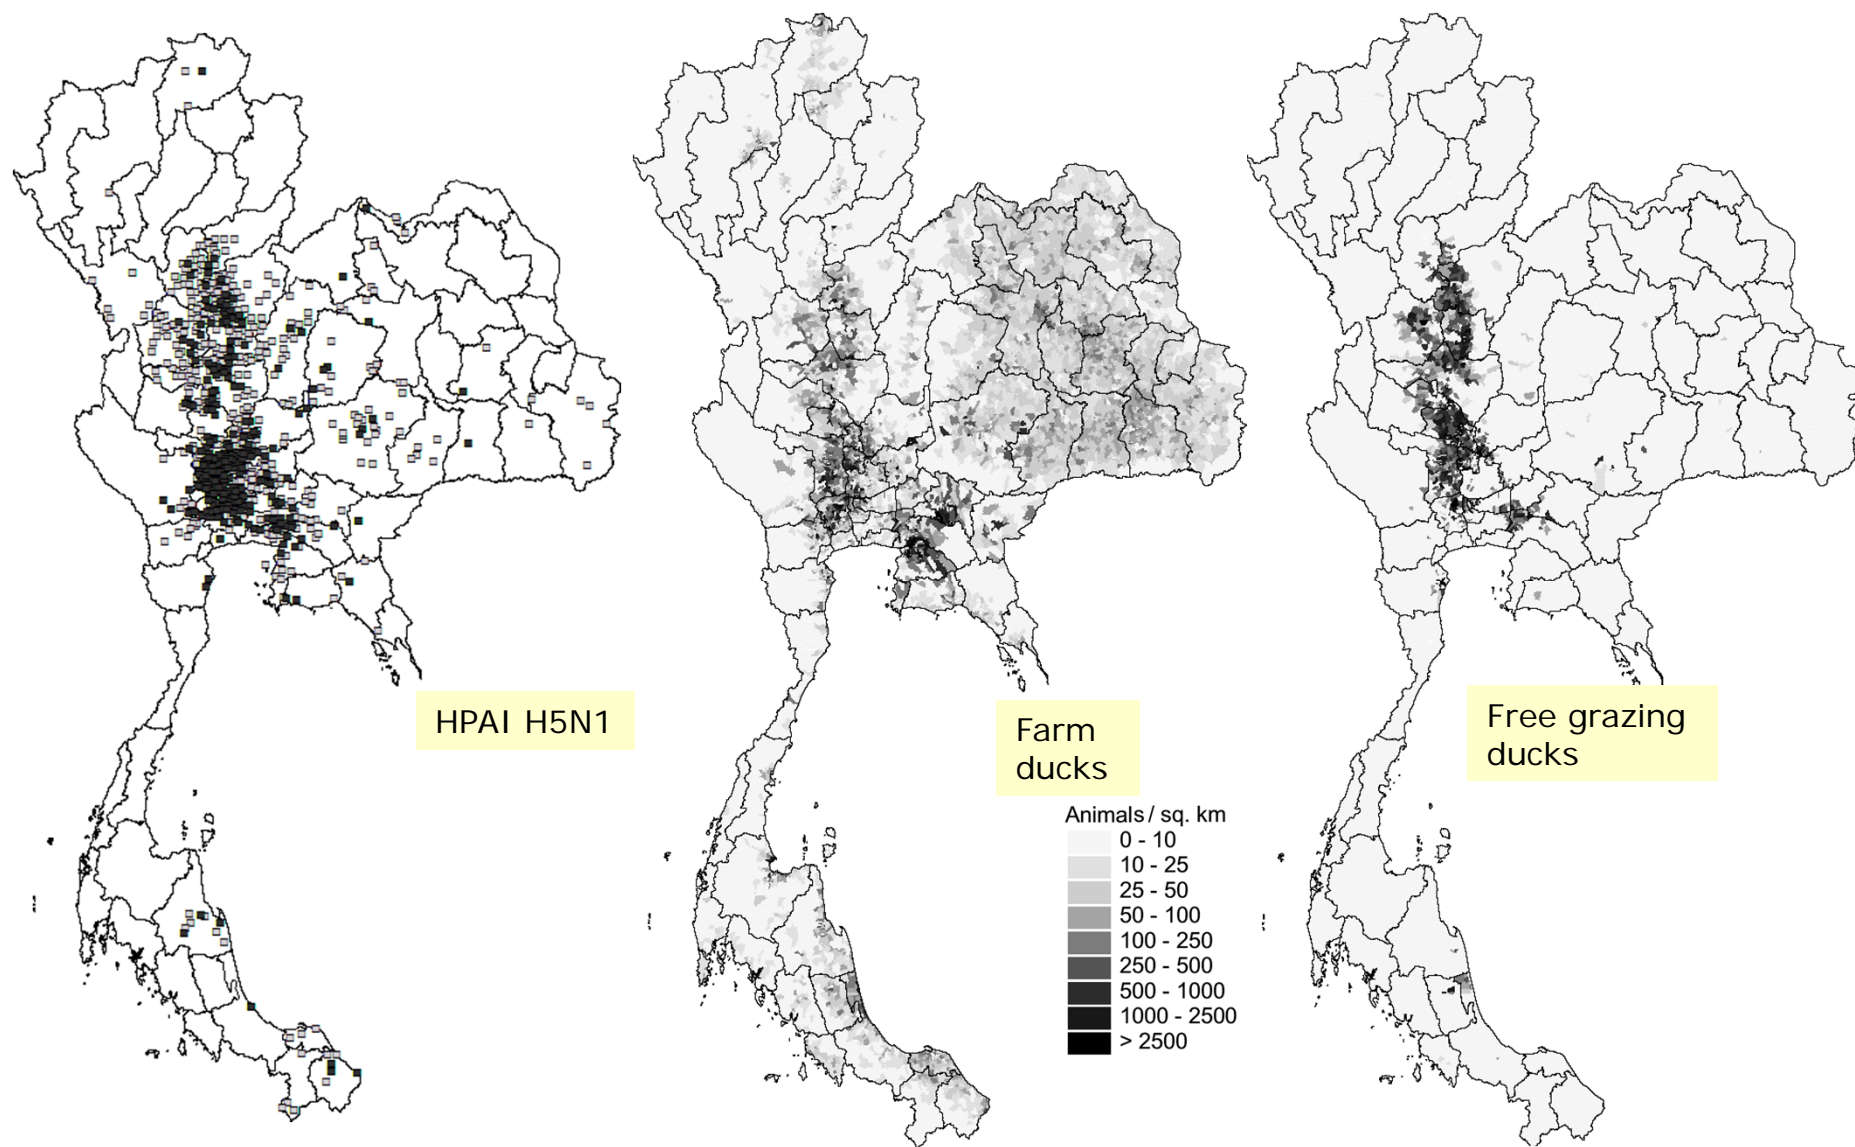 HPAI H5N1
Farm
ducks
Free grazing
ducks
Animals / sq. km
0 - 10
10 - 25
25 - 50
50 - 100
100 - 250
250 - 500
500 - 1000
1000 - 2500
> 2500